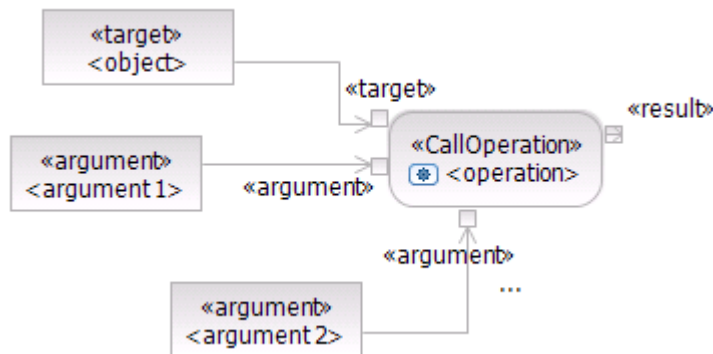 «target»
<object>
«target»
«result»
«CallOperation»
<operation>
«argument»
<argument 1>
«argument»
«argument»
...
«argument»
<argument 2>